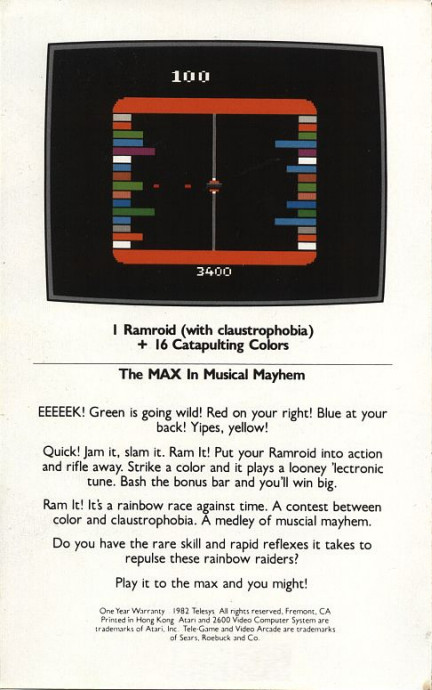 100
3400
1 Ramroid (with claustrophobia)
+ 16 Catapulting Colors
The MAX In Musical Mayhem
EEEEEK! Green is going wild! Red on your right! Blue at your
back! Yipes, yellow!
Quick! Jam it, slam it. Ram It! Put your Ramroid into action
and rifle away. Strike a color and it plays a looney 'lectronic
tune. Bash the bonus bar and you'll win big.
Ram It! It's a rainbow race against time. A contest between
color and claustrophobia. A medley of muscial mayhem.
Do you have the rare skill and rapid reflexes it takes to
repulse these rainbow raiders?
Play it to the max and you might!
One Year Warranty 1982 Telesys All rights reserved, Fremont, CA
Printed in Hong Kong Atari and 2600 Video Computer System are
trademarks of Atari, Inc. Tele-Game and Video Arcade are trademarks
of Sears, Roebuck and Co.